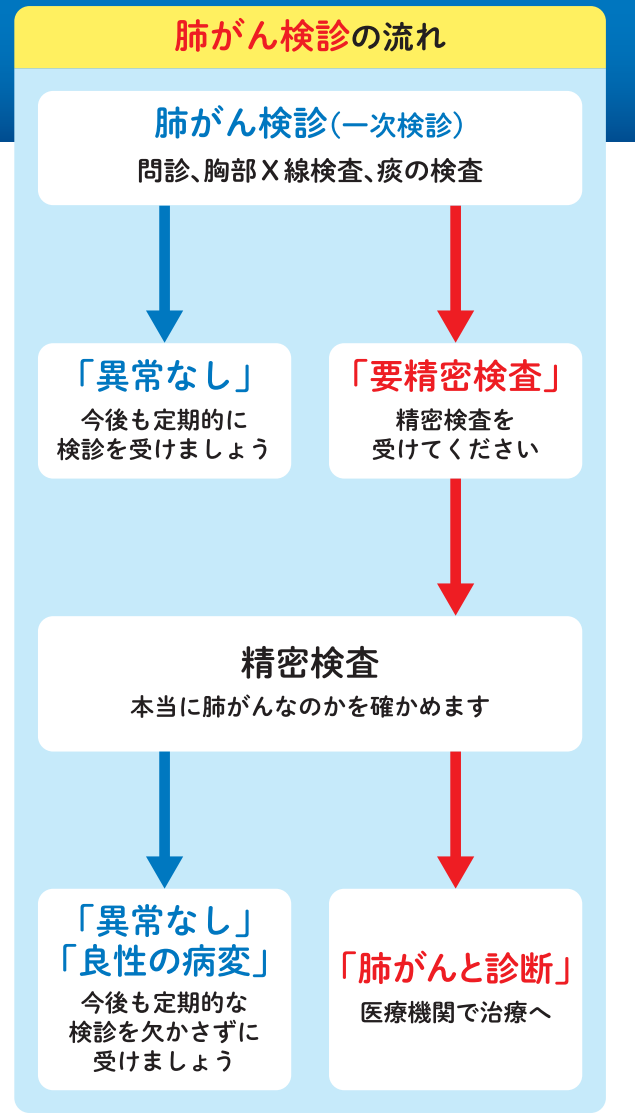 肺がん検診の流れ
肺がん検診(一次検診)
問診、胸部X線検査、痰の検査
「異常なし」
今後も定期的に
検診を受けましょう
「要精密検査」
精密検査を
受けてください
精密検査
本当に肺がんなのかを確かめます
「異常なし」
「良性の病変」
今後も定期的な
検診を欠かさずに
受けましょう
「肺がんと診断」
医療機関で治療へ